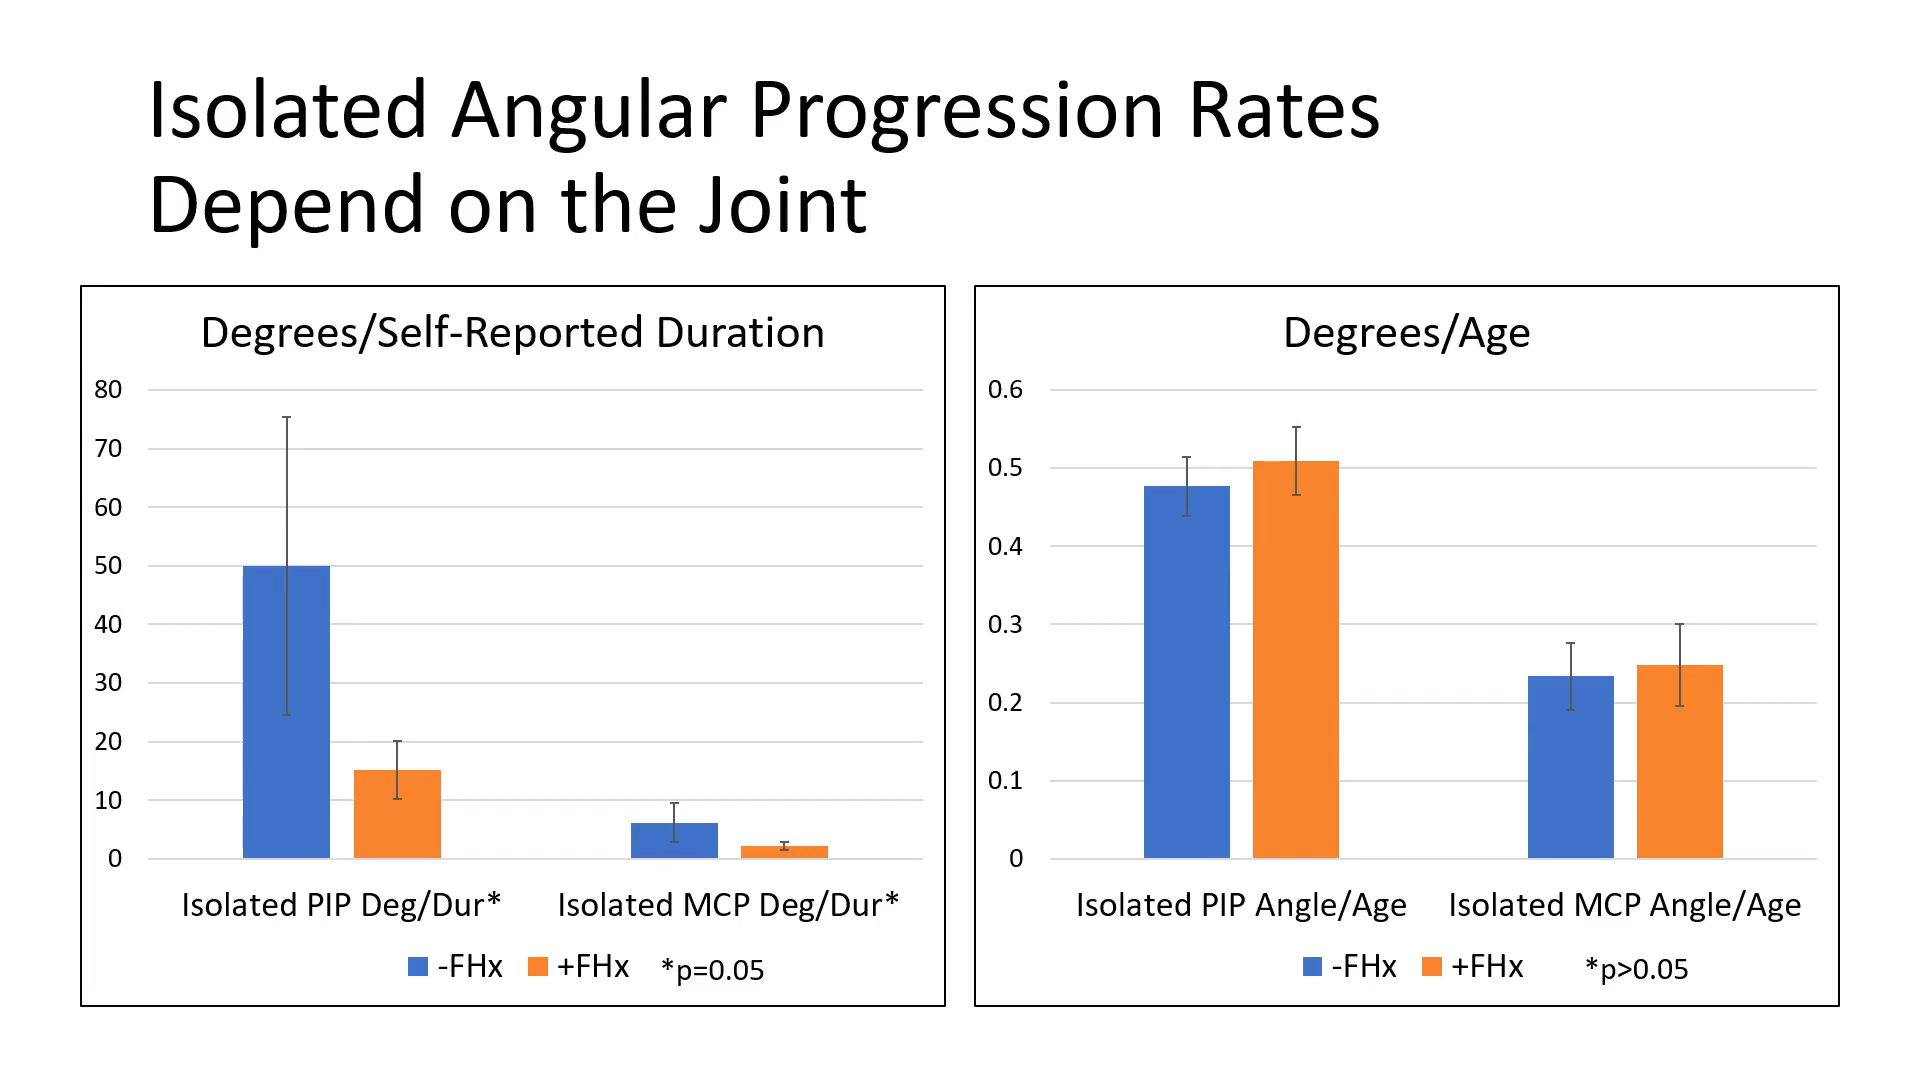 Isolated Angular Progression Rates
Depend on the Joint
Degrees/Self-Reported Duration
80
70
60
50
40
30
20
10
0
Isolated PIP Deg/Dur* Isolated MCP Deg/Dur*
-FHx +FHx *p=0.05
Degrees/Age
0.6
0.5
0.4
0.3
0.2
0.1
0
Isolated PIP Angle/Age Isolated MCP Angle/Age
-FHx +FHx *p>0.05